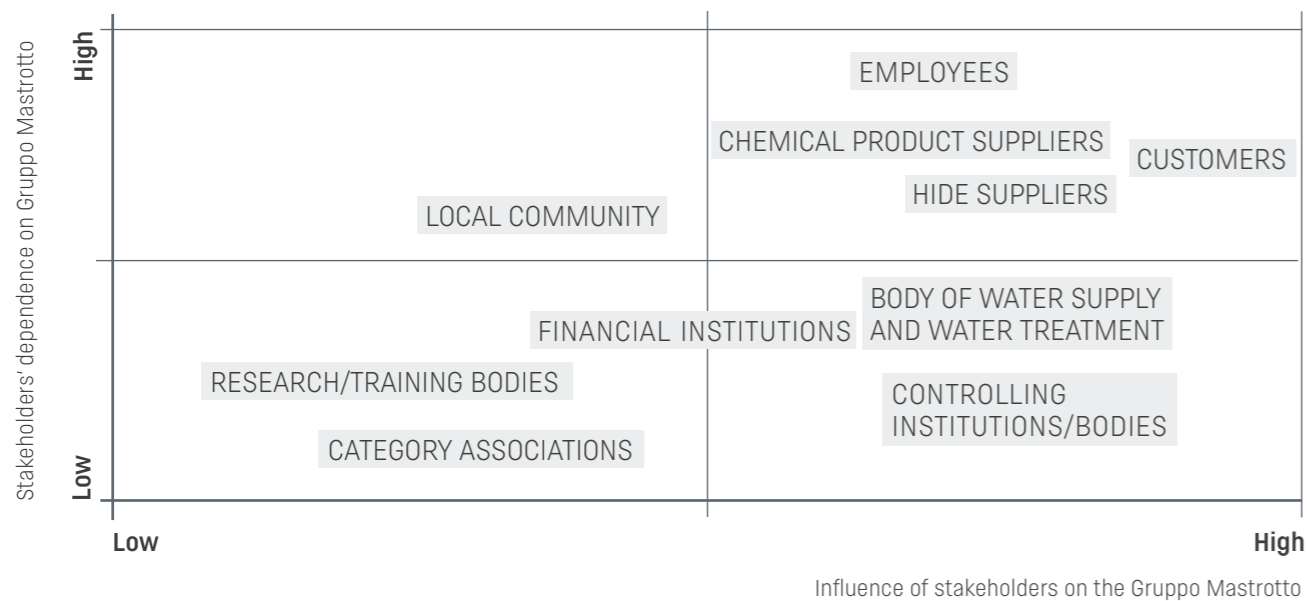 Stakeholders' dependence on Gruppo Mastrotto
High
EMPLOYEES
CHEMICAL PRODUCT SUPPLIERS
CUSTOMERS
HIDE SUPPLIERS
LOCAL COMMUNITY
BODY OF WATER SUPPLY
AND WATER TREATMENT
FINANCIAL INSTITUTIONS
RESEARCH/TRAINING BODIES
CONTROLLING
INSTITUTIONS/BODIES
CATEGORY ASSOCIATIONS
Low
Low
High
Influence of stakeholders on the Gruppo Mastrotto